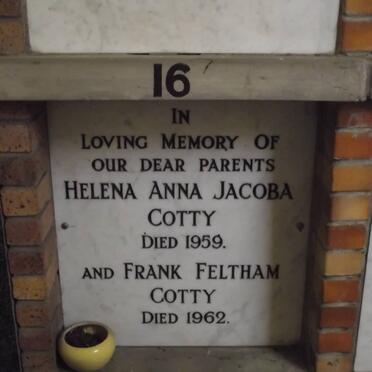 16
In
Loving Memory Of
our dear parents
Helena Anna Jacoba
Cotty
Died 1959.
and Frank Feltham
Cotty
Died 1962.